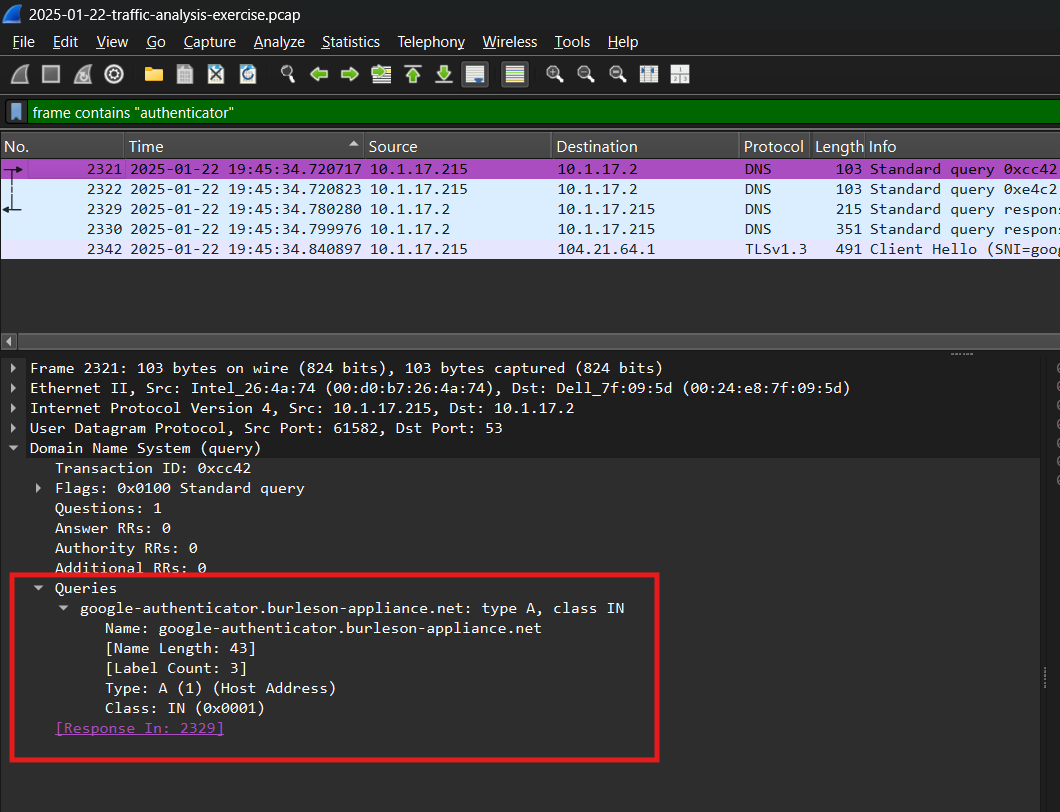 2025-01-22-traffic-analysis-exercise.pcap
File Edit View Go Capture Analyze Statistics Telephony Wireless Tools Help
frame contains "authenticator"
No. Time Source Destination Protocol Length Info
2321 2025-01-22 19:45:34.720717 10.1.17.215 10.1.17.2 DNS 103 Standard query 0xcc42
2322 2025-01-22 19:45:34.720823 10.1.17.215 10.1.17.2 DNS 103 Standard query 0xe4c2
2329 2025-01-22 19:45:34.780280 10.1.17.2 10.1.17.215 DNS 215 Standard query respon
2330 2025-01-22 19:45:34.799976 10.1.17.2 10.1.17.215 DNS 351 Standard query respon
2342 2025-01-22 19:45:34.840897 10.1.17.215 104.21.64.1 TLSv1.3 491 Client Hello (SNI=goo
Frame 2321: 103 bytes on wire (824 bits), 103 bytes captured (824 bits)
Ethernet II, Src: Intel_26:4a:74 (00:d0:b7:26:4a:74), Dst: Dell_7f:09:5d (00:24:e8:7f:09:5d)
Internet Protocol Version 4, Src: 10.1.17.215, Dst: 10.1.17.2
User Datagram Protocol, Src Port: 61582, Dst Port: 53
Domain Name System (query)
Transaction ID: 0xcc42
Flags: 0x0100 Standard query
Questions: 1
Answer RRs: 0
Authority RRs: 0
Additional RRs: 0
Queries
google-authenticator.burleson-appliance.net: type A, class IN
Name: google-authenticator.burleson-appliance.net
[Name Length: 43]
[Label Count: 3]
Type: A (1) (Host Address)
Class: IN (0x0001)
[Response In: 2329]